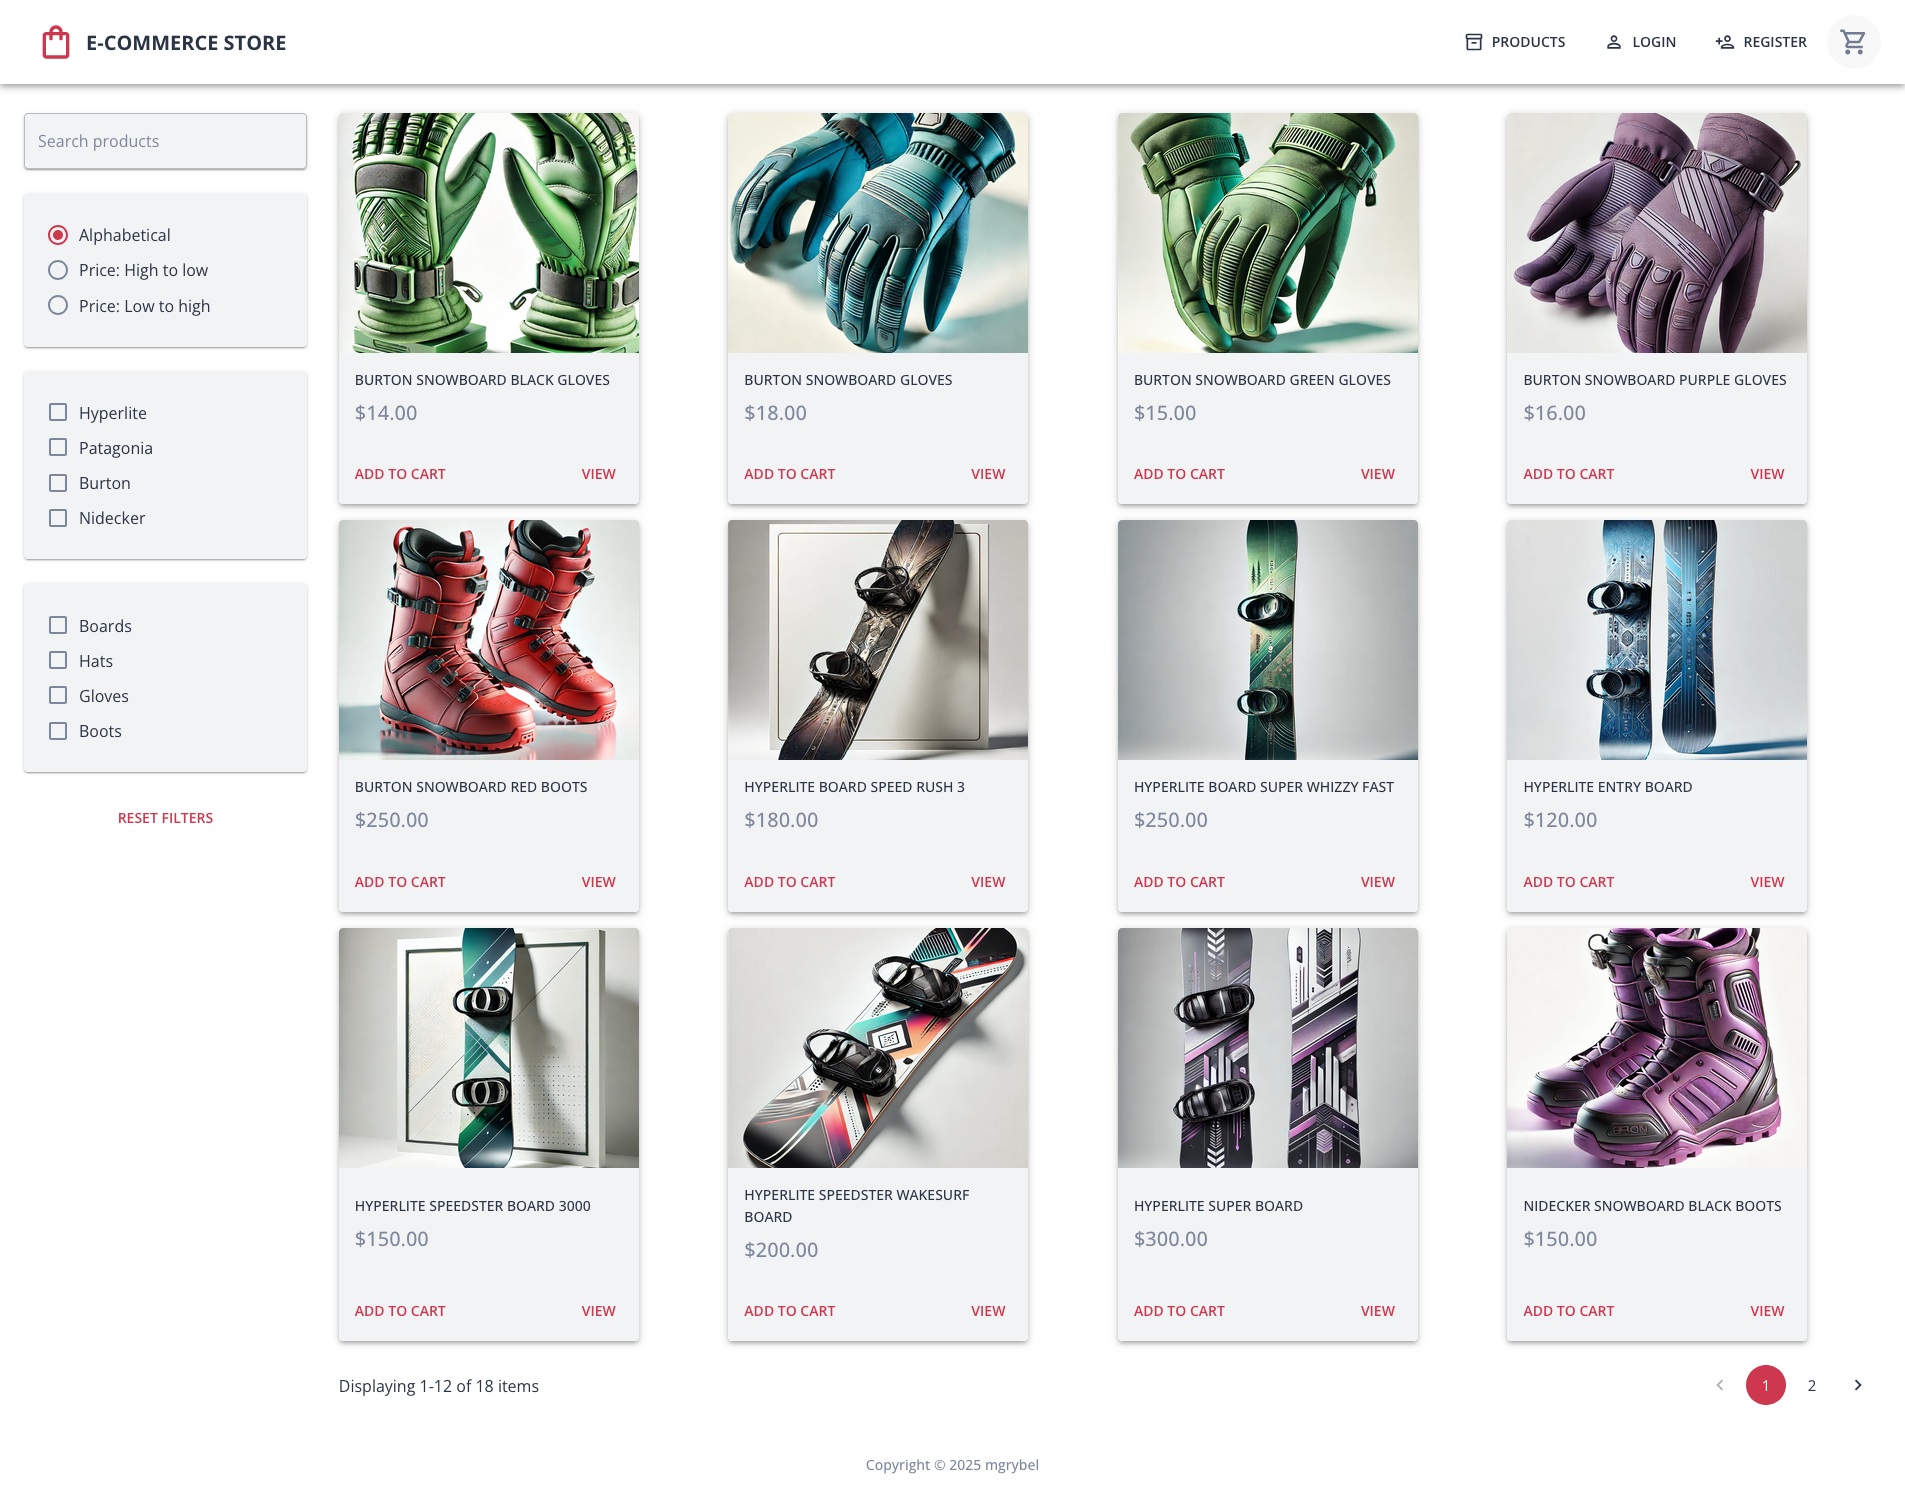 E-COMMERCE STORE
PRODUCTS
LOGIN
REGISTER
Search products
Alphabetical
Price: High to low
Price: Low to high
Hyperlite
Patagonia
Burton
Nidecker
Boards
Hats
Gloves
Boots
RESET FILTERS
BURTON SNOWBOARD BLACK GLOVES
$14.00
ADD TO CART VIEW
BURTON SNOWBOARD GLOVES
$18.00
ADD TO CART VIEW
BURTON SNOWBOARD GREEN GLOVES
$15.00
ADD TO CART VIEW
BURTON SNOWBOARD PURPLE GLOVES
$16.00
ADD TO CART VIEW
BURTON SNOWBOARD RED BOOTS
$250.00
ADD TO CART VIEW
HYPERLITE BOARD SPEED RUSH 3
$180.00
ADD TO CART VIEW
HYPERLITE BOARD SUPER WHIZZY FAST
$250.00
ADD TO CART VIEW
HYPERLITE ENTRY BOARD
$120.00
ADD TO CART VIEW
HYPERLITE SPEEDSTER BOARD 3000
$150.00
ADD TO CART VIEW
HYPERLITE SPEEDSTER WAKESURF
BOARD
$200.00
ADD TO CART VIEW
HYPERLITE SUPER BOARD
$300.00
ADD TO CART VIEW
NIDECKER SNOWBOARD BLACK BOOTS
$150.00
ADD TO CART VIEW
Displaying 1-12 of 18 items
1 2
Copyright © 2025 mgrybel